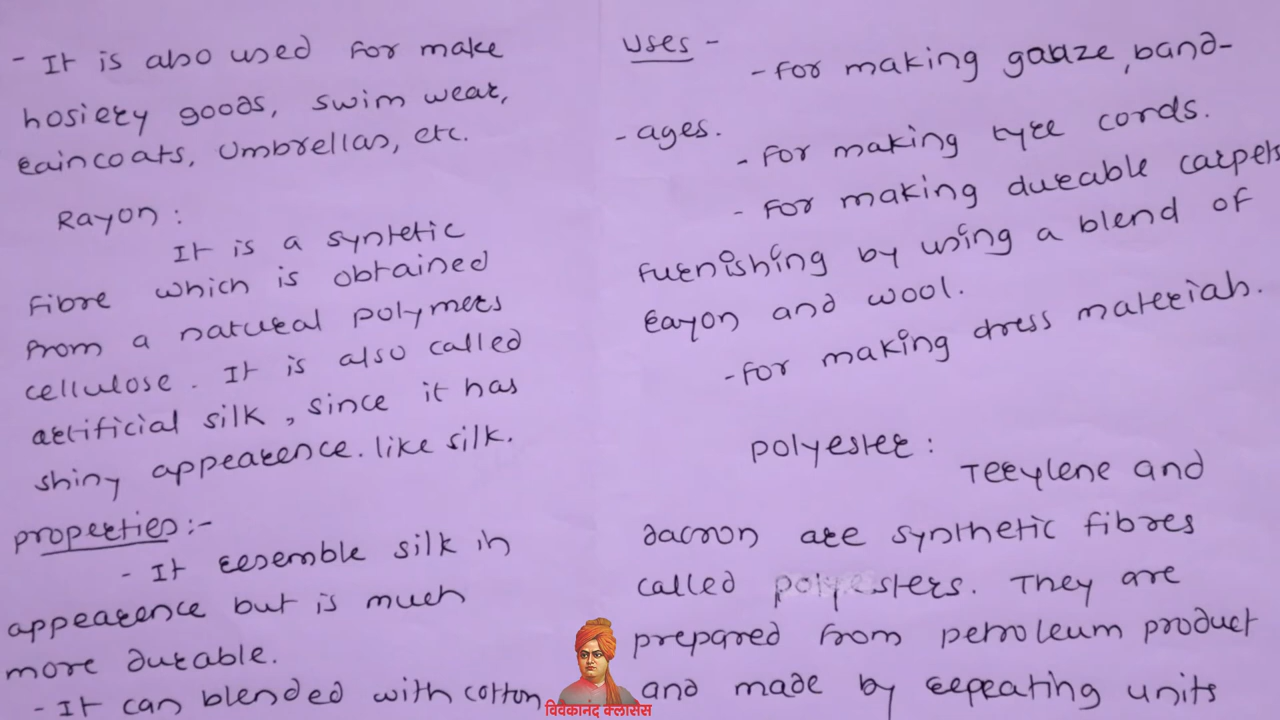 - It is also used for make
hosiery goods, swim wear,
raincoats, umbrellas, etc.
Rayon :
It is a syntetic
fibre which is obtained
from a natural polymers
cellulose. It is also called
artificial silk, since it has
shiny appearence. like silk.
properties :-
- It resemble silk in
appearence but is much
more durable.
- It can blended with cotton
uses -
- for making gauze, band-
- ages.
- for making tyre cords.
- for making durable carpets
furnishing by using a blend of
rayon and wool.
- for making dress materials.
polyester :
Terylene and
dacron are synthetic fibres
called polyesters. They are
prepared from petroleum product
and made by repeating units
विवेकानंद क्लासेस